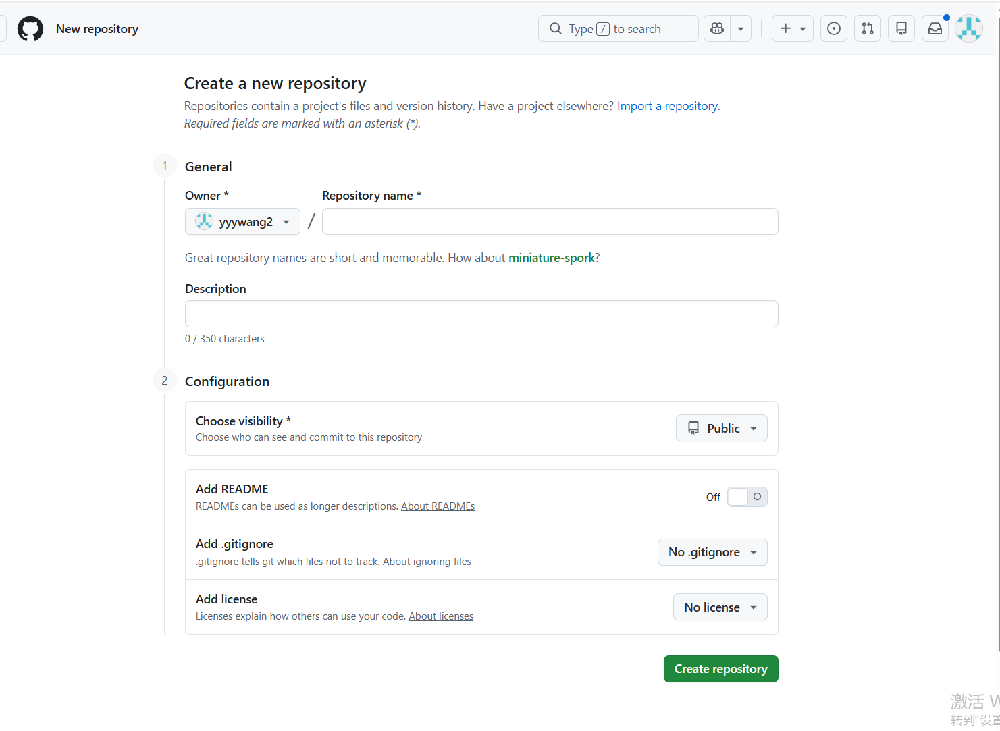 New repository
Type / to search
Create a new repository
Repositories contain a project's files and version history. Have a project elsewhere? Import a repository.
Required fields are marked with an asterisk (*).
1 General
Owner * Repository name *
yyywang2 /
Great repository names are short and memorable. How about miniature-spork?
Description
0 / 350 characters
2 Configuration
Choose visibility *
Choose who can see and commit to this repository
Public
Add README
READMEs can be used as longer descriptions. About READMEs
Off
Add .gitignore
.gitignore tells git which files not to track. About ignoring files
No .gitignore
Add license
Licenses explain how others can use your code. About licenses
No license
Create repository
激活 W
转到"设置